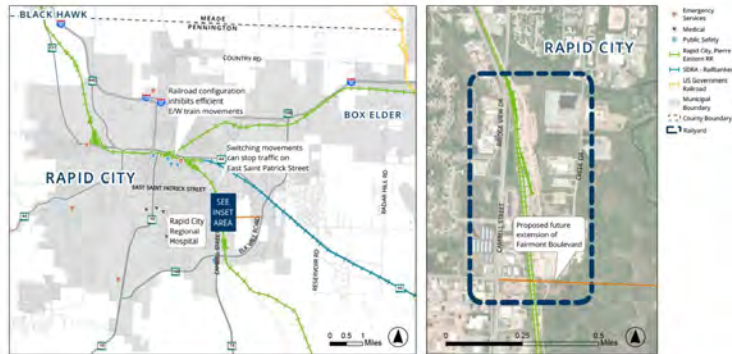 BLACK HAWK
MEADE
PENNINGTON
COUNTRY RD
Railroad configuration
inhibits efficient
E/W train movements
BOX ELDER
Switching movements
can stop traffic on
East Saint Patrick Street
RAPID CITY
EAST SAINT PATRICK STREET
SEE
INSET
AREA
Rapid City
Regional
Hospital
CAMBELL STREET
ELK VALE ROAD
RESERVOIR RD
RADAR HILL RD
0 0.5 1
Miles
RAPID CITY
CAMBELL STREET
Proposed future
extension of
Fairmont Boulevard
0 0.25 0.5
Miles
Emergency
Services
Medical
Public Safety
Rapid City, Pierre
Eastern RR
SDRA - Railbanked
US Government
Railroad
Municipal
Boundary
County Boundary
Railyard